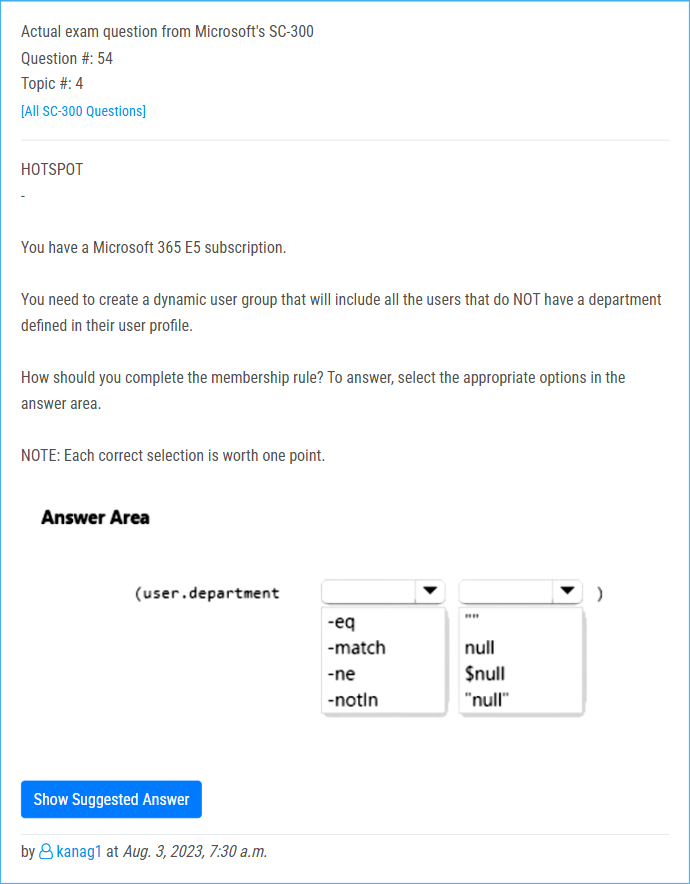 Actual exam question from Microsoft's SC-300
Question #: 54
Topic #: 4
[All SC-300 Questions]
HOTSPOT
-
You have a Microsoft 365 E5 subscription.
You need to create a dynamic user group that will include all the users that do NOT have a department
defined in their user profile.
How should you complete the membership rule? To answer, select the appropriate options in the
answer area.
NOTE: Each correct selection is worth one point.
Answer Area
(user.department )
-eq ""
-match null
-ne $null
-notIn "null"
Show Suggested Answer
by kanag1 at Aug. 3, 2023, 7:30 a.m.